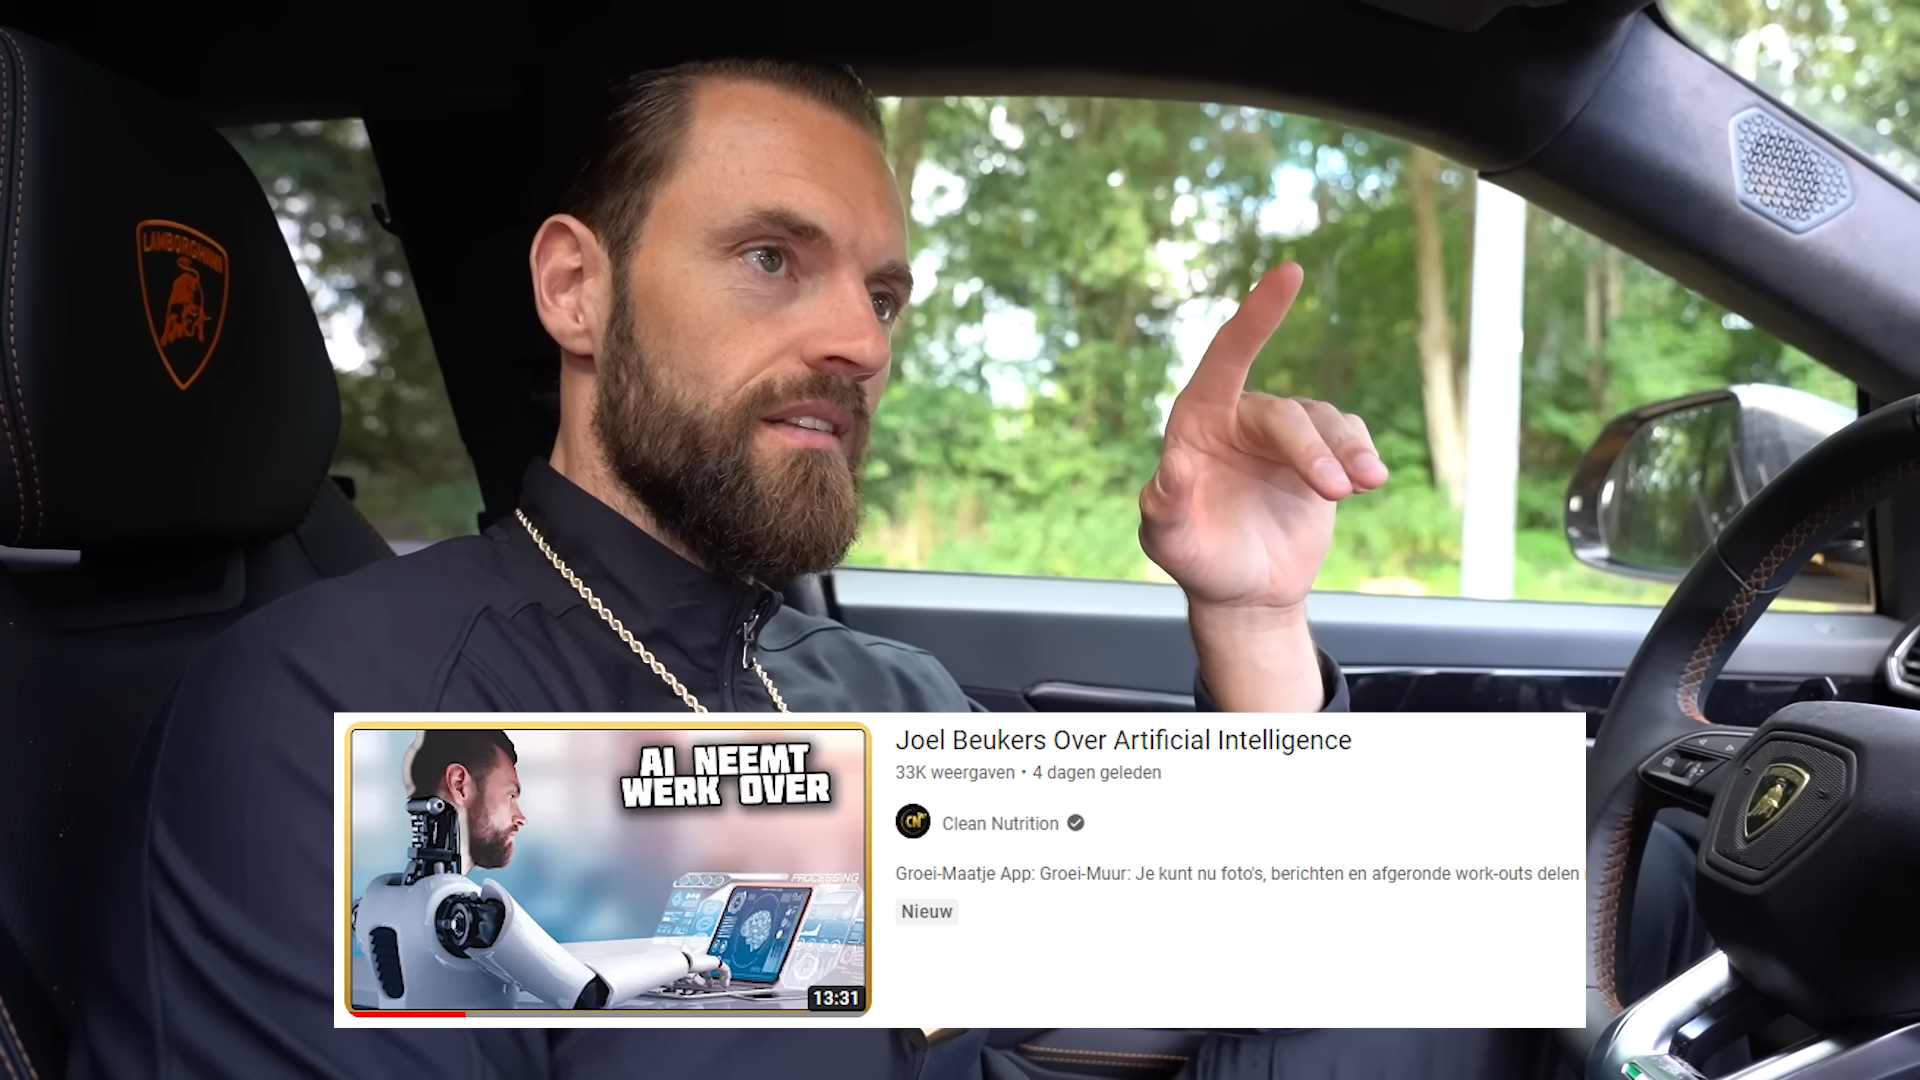 LAMBORGHINI
AI NEEMT
WERK OVER
PROCESSING
13:31
Joel Beukers Over Artificial Intelligence
33K weergaven • 4 dagen geleden
CN
Clean Nutrition
Groei-Maatje App: Groei-Muur: Je kunt nu foto's, berichten en afgeronde work-outs delen
Nieuw